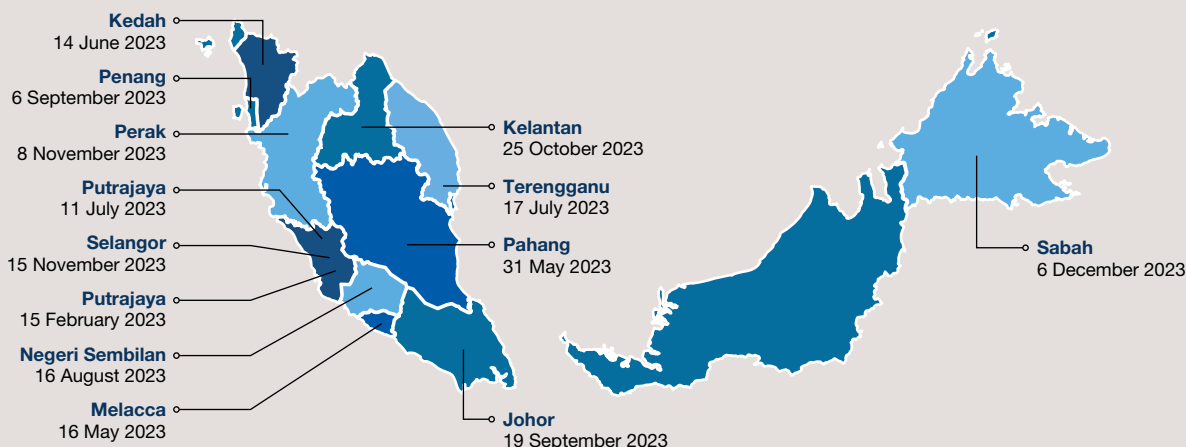 Kedah
14 June 2023
Penang
6 September 2023
Perak
8 November 2023
Putrajaya
11 July 2023
Selangor
15 November 2023
Putrajaya
15 February 2023
Negeri Sembilan
16 August 2023
Melacca
16 May 2023
Kelantan
25 October 2023
Terengganu
17 July 2023
Pahang
31 May 2023
Johor
19 September 2023
Sabah
6 December 2023